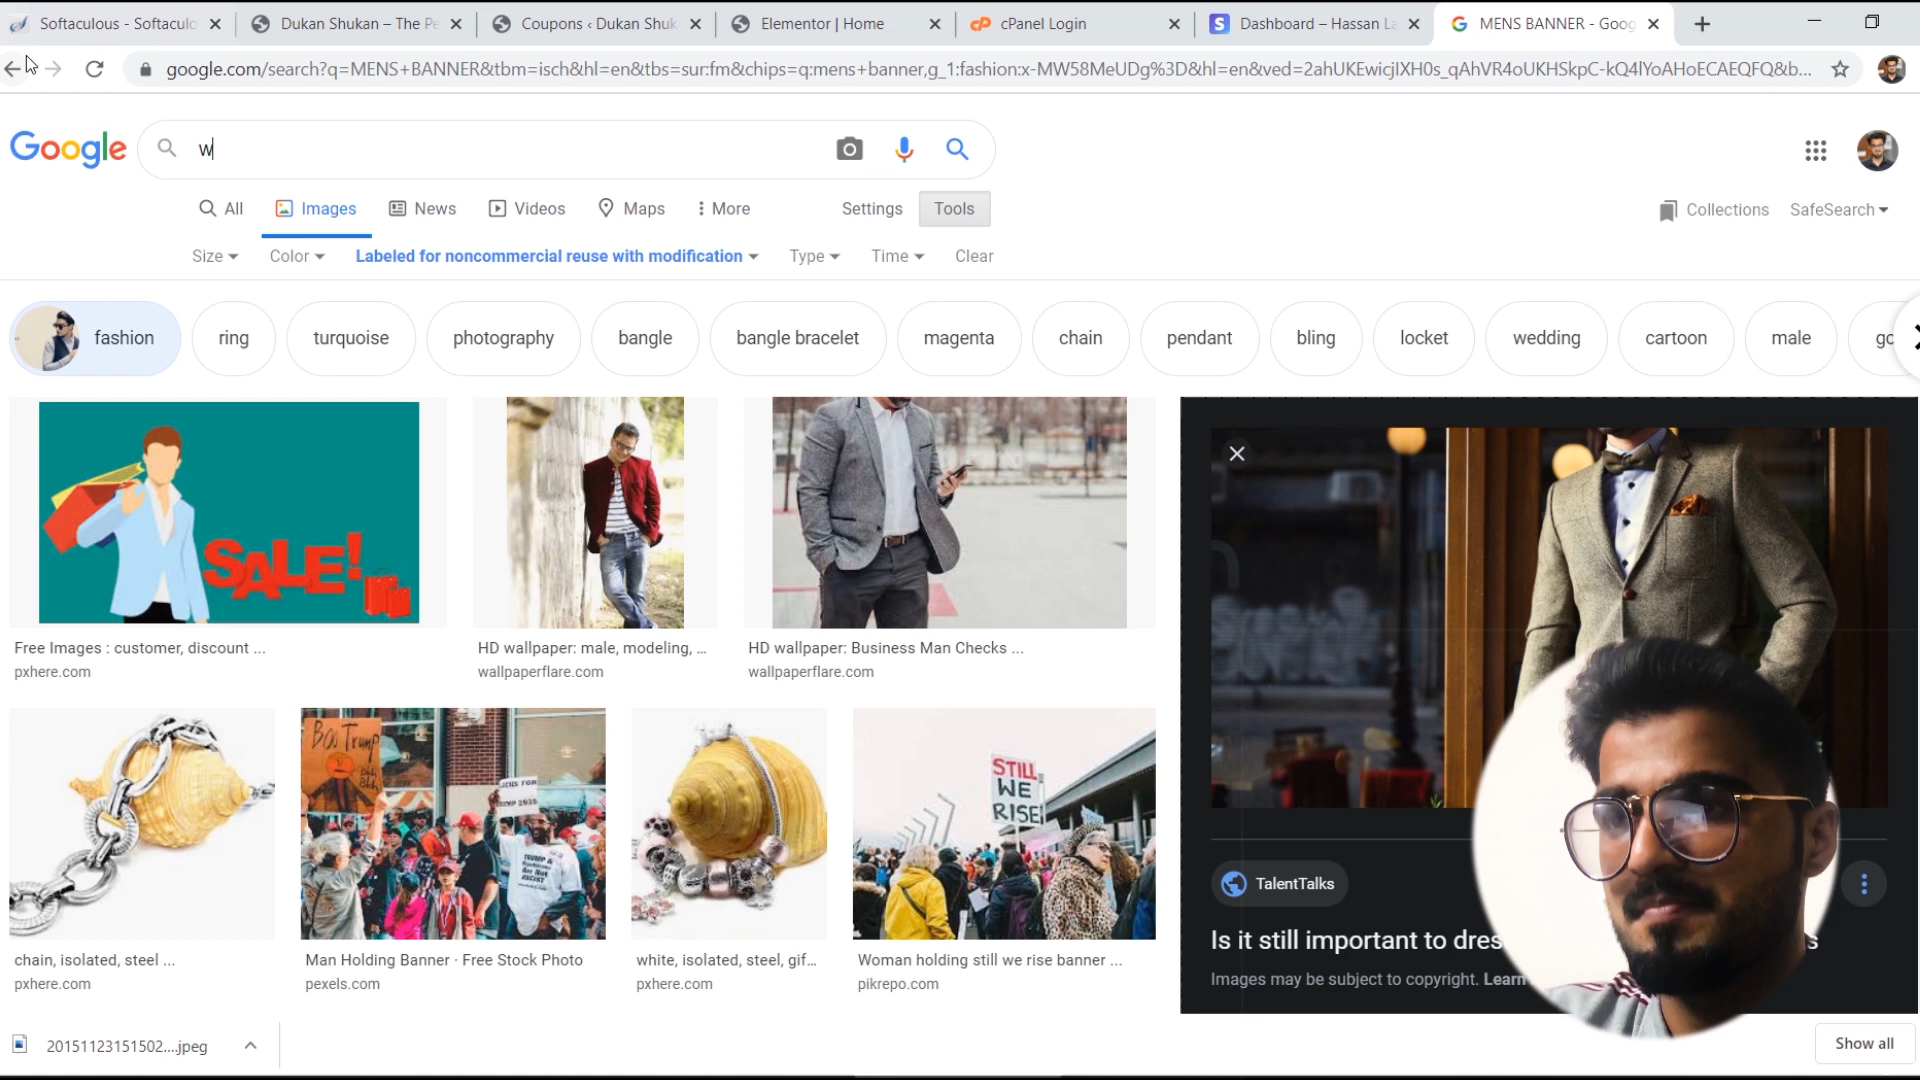 Softaculous - Softaculo
Dukan Shukan – The Pe
Coupons ‹ Dukan Shuk
Elementor | Home
cPanel Login
Dashboard – Hassan La
MENS BANNER - Goog
google.com/search?q=MENS+BANNER&tbm=isch&hl=en&tbs=sur:fm&chips=q:mens+banner,g_1:fashion:x-MW58MeUDg%3D&hl=en&ved=2ahUKEwicjIXH0s_qAhVR4oUKHSkpC-kQ4lYoAHoECAEQFQ&b...
Google
w
All Images News Videos Maps More Settings Tools
Collections SafeSearch
Size Color Labeled for noncommercial reuse with modification Type Time Clear
fashion ring turquoise photography bangle bangle bracelet magenta chain pendant bling locket wedding cartoon male go
SALE!
Free Images : customer, discount ...
pxhere.com
HD wallpaper: male, modeling, ...
wallpaperflare.com
HD wallpaper: Business Man Checks ...
wallpaperflare.com
STILL
WE
RISE!
chain, isolated, steel ...
pxhere.com
Man Holding Banner · Free Stock Photo
pexels.com
white, isolated, steel, gif...
pxhere.com
Woman holding still we rise banner ...
pikrepo.com
TalentTalks
Is it still important to dres s
Images may be subject to copyright. Learn
20151123151502....jpeg
Show all